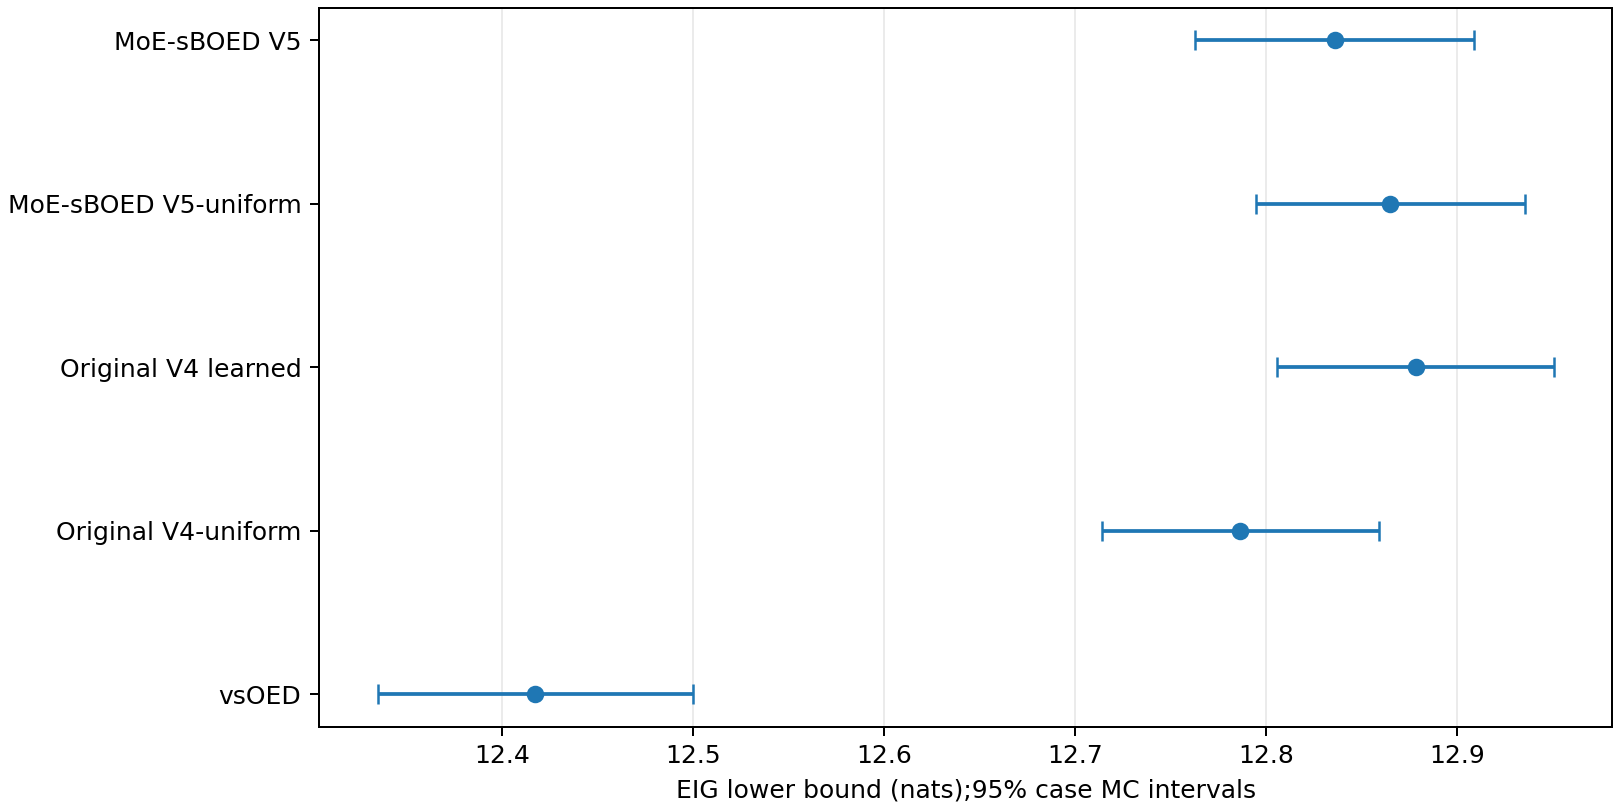 MoE-sBOED V5
MoE-sBOED V5-uniform
Original V4 learned
Original V4-uniform
vsOED
12.4 12.5 12.6 12.7 12.8 12.9
EIG lower bound (nats);95% case MC intervals